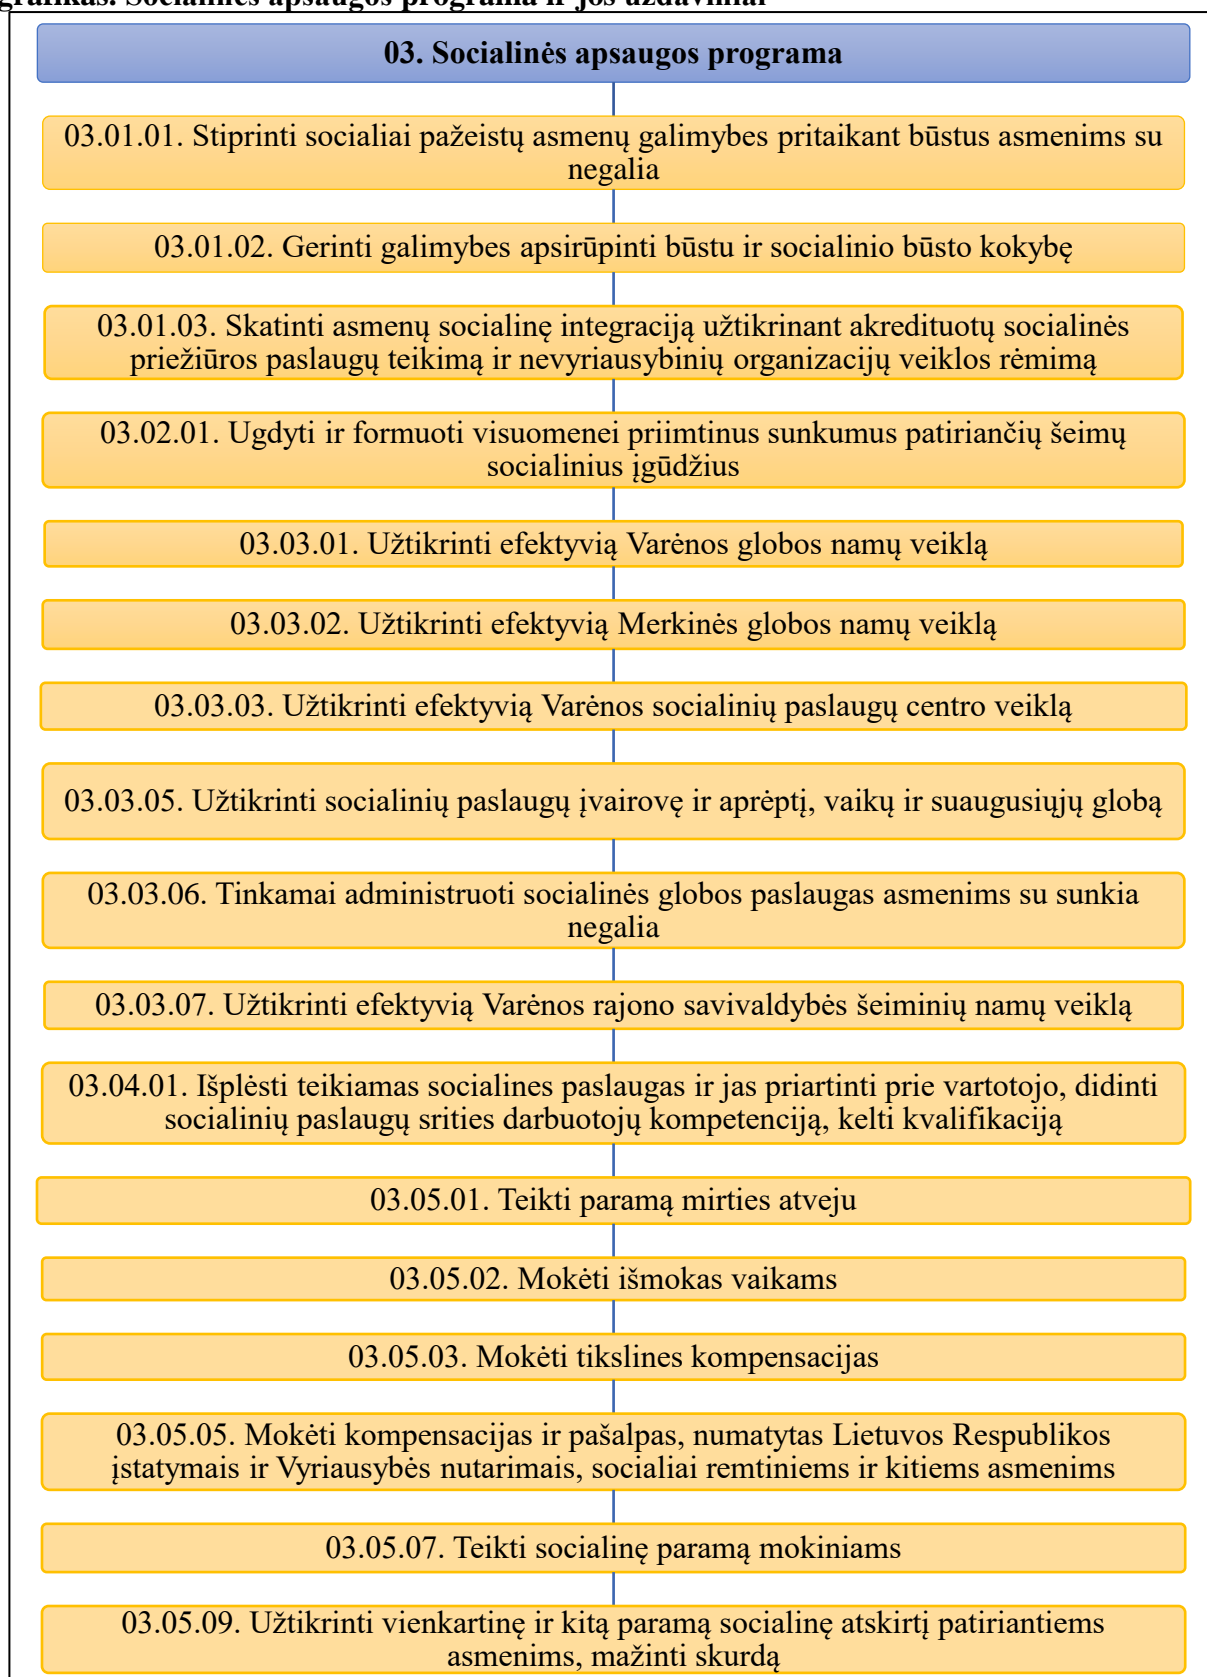 grafikas. Socialinės apsaugos programa ir jos uždaviniai
03. Socialinės apsaugos programa
03.01.01. Stiprinti socialiai pažeistų asmenų galimybes pritaikant būstus asmenims su
negalia
03.01.02. Gerinti galimybes apsirūpinti būstu ir socialinio būsto kokybę
03.01.03. Skatinti asmenų socialinę integraciją užtikrinant akredituotų socialinės
priežiūros paslaugų teikimą ir nevyriausybinių organizacijų veiklos rėmimą
03.02.01. Ugdyti ir formuoti visuomenei priimtinus sunkumus patiriančių šeimų
socialinius įgūdžius
03.03.01. Užtikrinti efektyvią Varėnos globos namų veiklą
03.03.02. Užtikrinti efektyvią Merkinės globos namų veiklą
03.03.03. Užtikrinti efektyvią Varėnos socialinių paslaugų centro veiklą
03.03.05. Užtikrinti socialinių paslaugų įvairovę ir aprėptį, vaikų ir suaugusiųjų globą
03.03.06. Tinkamai administruoti socialinės globos paslaugas asmenims su sunkia
negalia
03.03.07. Užtikrinti efektyvią Varėnos rajono savivaldybės šeiminių namų veiklą
03.04.01. Išplėsti teikiamas socialines paslaugas ir jas priartinti prie vartotojo, didinti
socialinių paslaugų srities darbuotojų kompetenciją, kelti kvalifikaciją
03.05.01. Teikti paramą mirties atveju
03.05.02. Mokėti išmokas vaikams
03.05.03. Mokėti tikslines kompensacijas
03.05.05. Mokėti kompensacijas ir pašalpas, numatytas Lietuvos Respublikos
įstatymais ir Vyriausybės nutarimais, socialiai remtiniems ir kitiems asmenims
03.05.07. Teikti socialinę paramą mokiniams
03.05.09. Užtikrinti vienkartinę ir kitą paramą socialinę atskirtį patiriantiems
asmenims, mažinti skurdą